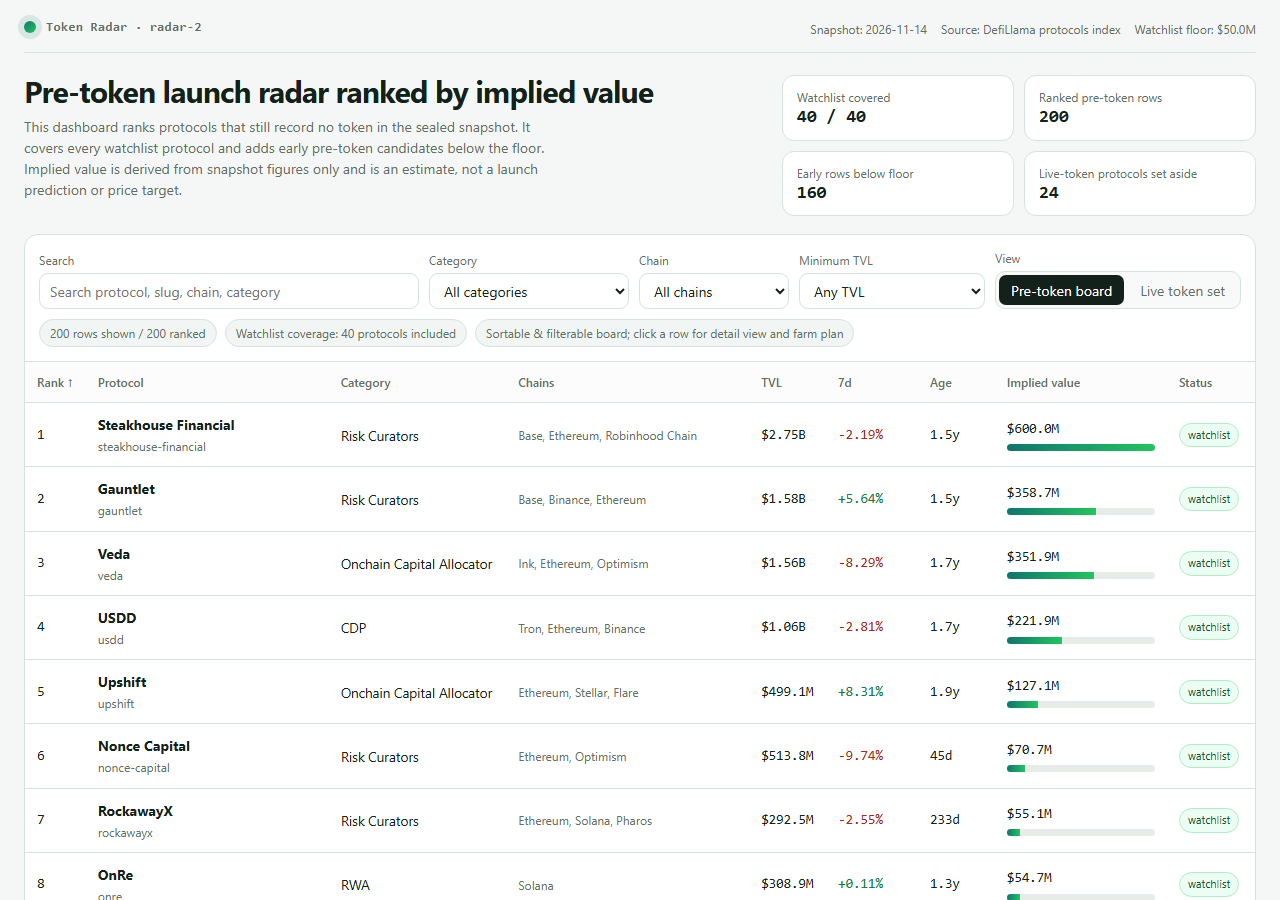 Token Radar · radar-2
Snapshot: 2026-11-14 Source: DefiLlama protocols index Watchlist floor: $50.0M
Pre-token launch radar ranked by implied value
This dashboard ranks protocols that still record no token in the sealed snapshot. It
covers every watchlist protocol and adds early pre-token candidates below the floor.
Implied value is derived from snapshot figures only and is an estimate, not a launch
prediction or price target.
Watchlist covered
40 / 40
Ranked pre-token rows
200
Early rows below floor
160
Live-token protocols set aside
24
Search
Search protocol, slug, chain, category
Category
All categories
Chain
All chains
Minimum TVL
Any TVL
View
Pre-token board Live token set
200 rows shown / 200 ranked Watchlist coverage: 40 protocols included Sortable & filterable board; click a row for detail view and farm plan
Rank ↑ Protocol Category Chains TVL 7d Age Implied value Status
1 Steakhouse Financial Risk Curators Base, Ethereum, Robinhood Chain $2.75B -2.19% 1.5y $600.0M watchlist
steakhouse-financial
2 Gauntlet Risk Curators Base, Binance, Ethereum $1.58B +5.64% 1.5y $358.7M watchlist
gauntlet
3 Veda Onchain Capital Allocator Ink, Ethereum, Optimism $1.56B -8.29% 1.7y $351.9M watchlist
veda
4 USDD CDP Tron, Ethereum, Binance $1.06B -2.81% 1.7y $221.9M watchlist
usdd
5 Upshift Onchain Capital Allocator Ethereum, Stellar, Flare $499.1M +8.31% 1.9y $127.1M watchlist
upshift
6 Nonce Capital Risk Curators Ethereum, Optimism $513.8M -9.74% 45d $70.7M watchlist
nonce-capital
7 RockawayX Risk Curators Ethereum, Solana, Pharos $292.5M -2.55% 233d $55.1M watchlist
rockawayx
8 OnRe RWA Solana $308.9M +0.11% 1.3y $54.7M watchlist
onre